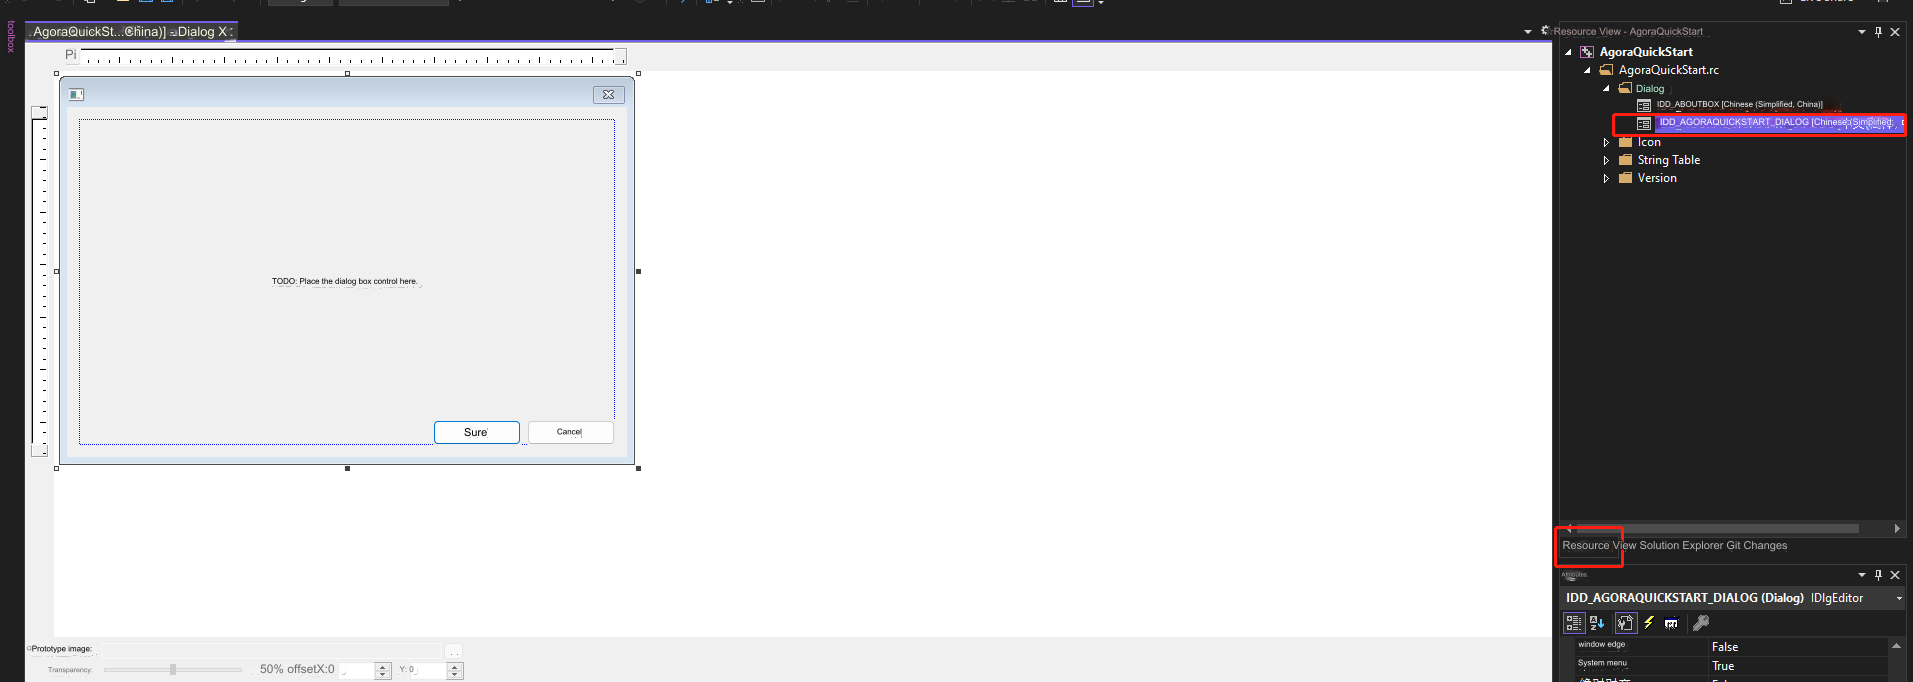 toolbox
AgoraQuickSt...China)] - Dialog X
Pi
TODO: Place the dialog box control here.
Sure
Cancel
Prototype image:
...
Transparency:
50% offsetX:0
Y: 0
Resource View - AgoraQuickStart
AgoraQuickStart
AgoraQuickStart.rc
Dialog
IDD_ABOUTBOX [Chinese (Simplified, China)]
IDD_AGORAQUICKSTART_DIALOG [Chinese (Simplified,
Icon
String Table
Version
Resource View Solution Explorer Git Changes
Attributes
IDD_AGORAQUICKSTART_DIALOG (Dialog) IDlgEditor
window edge False
System menu True